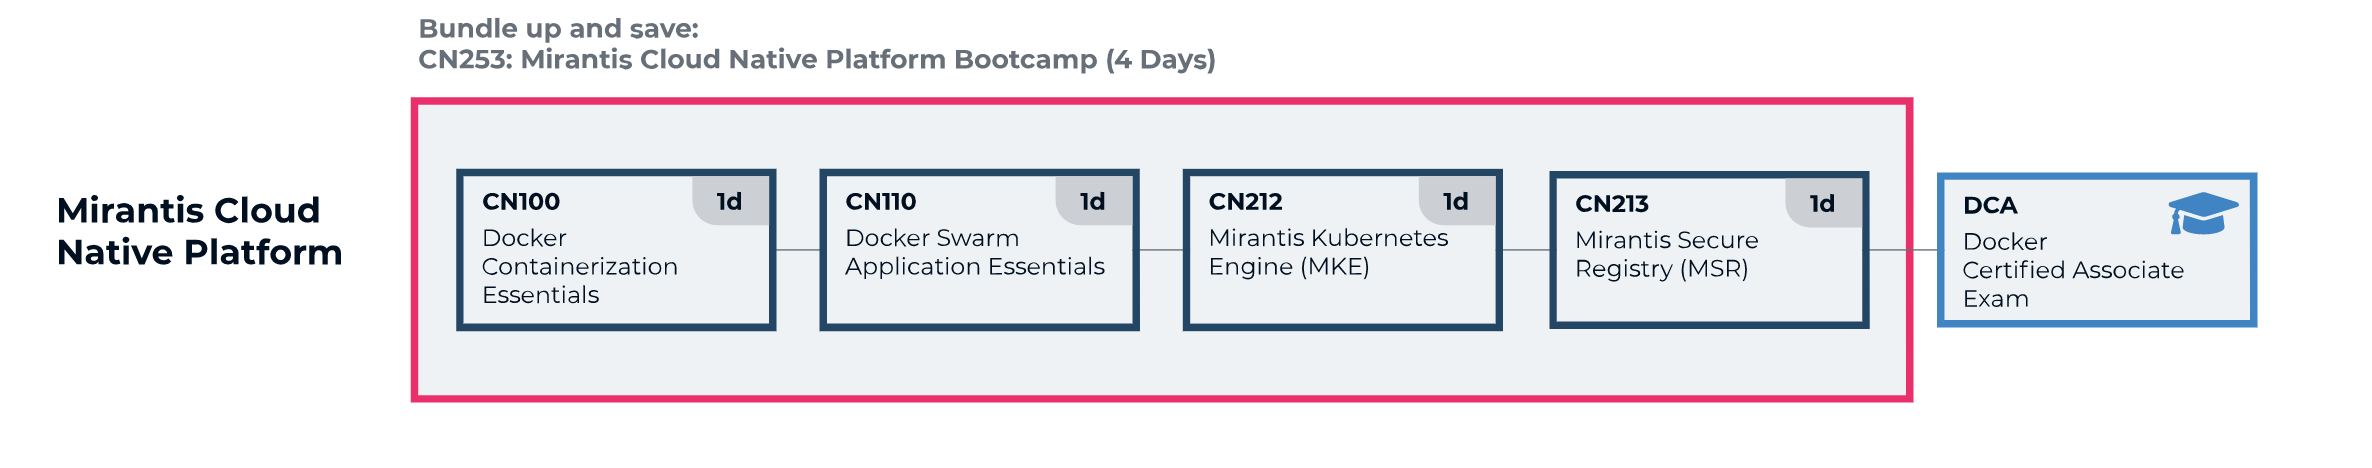 Bundle up and save:
CN253: Mirantis Cloud Native Platform Bootcamp (4 Days)
Mirantis Cloud
Native Platform
CN100
1d
Docker
Containerization
Essentials
CN110
1d
Docker Swarm
Application Essentials
CN212
1d
Mirantis Kubernetes
Engine (MKE)
CN213
1d
Mirantis Secure
Registry (MSR)
DCA
Docker
Certified Associate
Exam